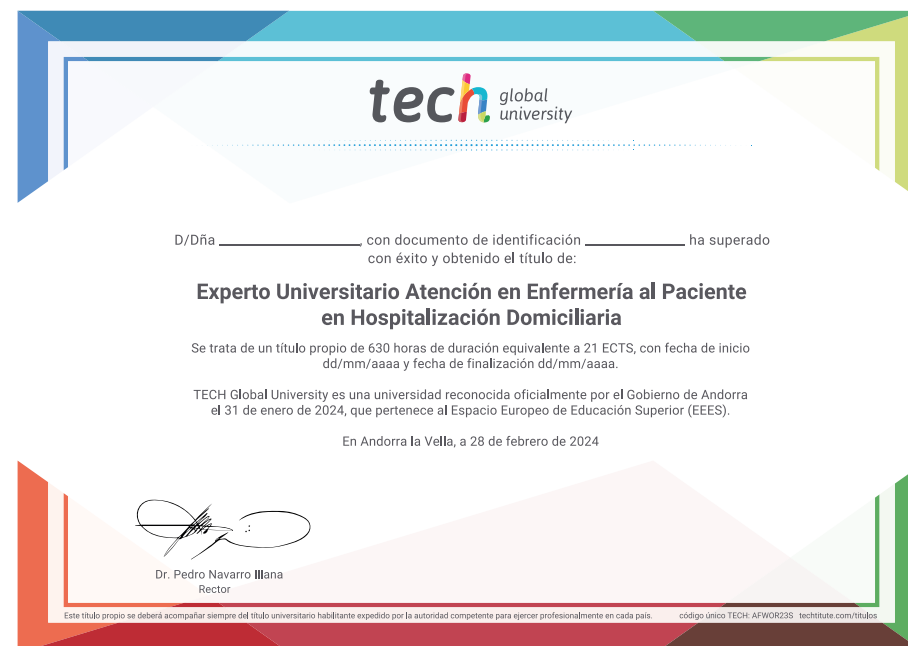 tech global university
D/Dña ____________________, con documento de identificación ______________ ha superado
con éxito y obtenido el título de:
Experto Universitario Atención en Enfermería al Paciente
en Hospitalización Domiciliaria
Se trata de un título propio de 630 horas de duración equivalente a 21 ECTS, con fecha de inicio
dd/mm/aaaa y fecha de finalización dd/mm/aaaa.
TECH Global University es una universidad reconocida oficialmente por el Gobierno de Andorra
el 31 de enero de 2024, que pertenece al Espacio Europeo de Educación Superior (EEES).
En Andorra la Vella, a 28 de febrero de 2024
Dr. Pedro Navarro Illana
Rector
Este título propio se deberá acompañar siempre del título universitario habilitante expedido por la autoridad competente para ejercer profesionalmente en cada país. código único TECH: AFWOR23S techtitute.com/titulos